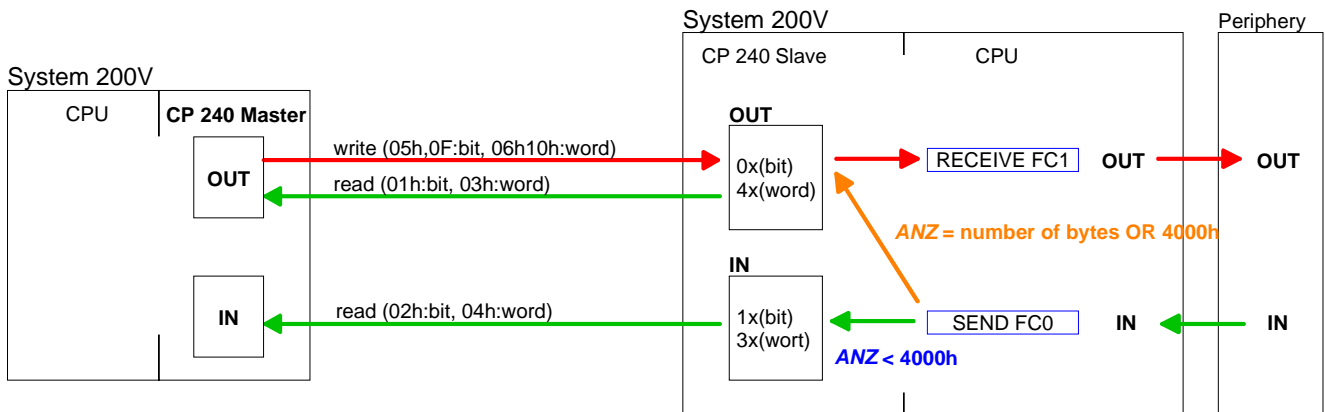 System 200V
Periphery
CP 240 Slave
CPU
System 200V
CPU
CP 240 Master
OUT
write (05h,0F:bit, 06h10h:word)
OUT
0x(bit)
4x(word)
RECEIVE FC1
OUT
OUT
read (01h:bit, 03h:word)
ANZ = number of bytes OR 4000h
IN
IN
read (02h:bit, 04h:word)
1x(bit)
3x(wort)
SEND FC0
IN
IN
ANZ < 4000h